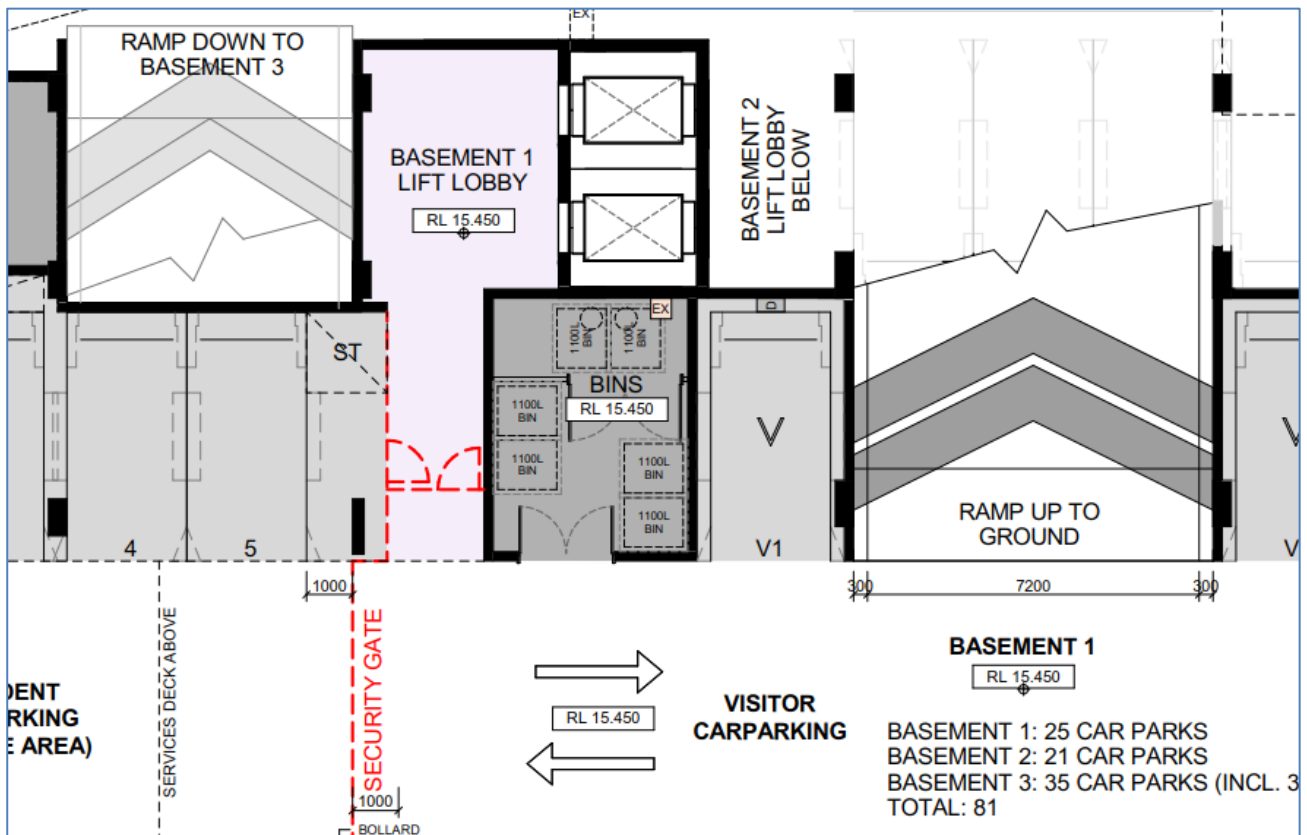 EX
RAMP DOWN TO
BASEMENT 3
BASEMENT 1
LIFT LOBBY
RL 15.450
BASEMENT 2
LIFT LOBBY
BELOW
EX
D
ST
1100L
BIN
1100L
BIN
BINS
RL 15.450
1100L
BIN
1100L
BIN
1100L
BIN
1100L
BIN
V
4
5
V1
RAMP UP TO
GROUND
V
1000
300
7200
300
SERVICES DECK ABOVE
SECURITY GATE
DENT
RKING
E AREA)
RL 15.450
VISITOR
CARPARKING
BASEMENT 1
RL 15.450
BASEMENT 1: 25 CAR PARKS
BASEMENT 2: 21 CAR PARKS
BASEMENT 3: 35 CAR PARKS (INCL. 3
TOTAL: 81
1000
BOLLARD